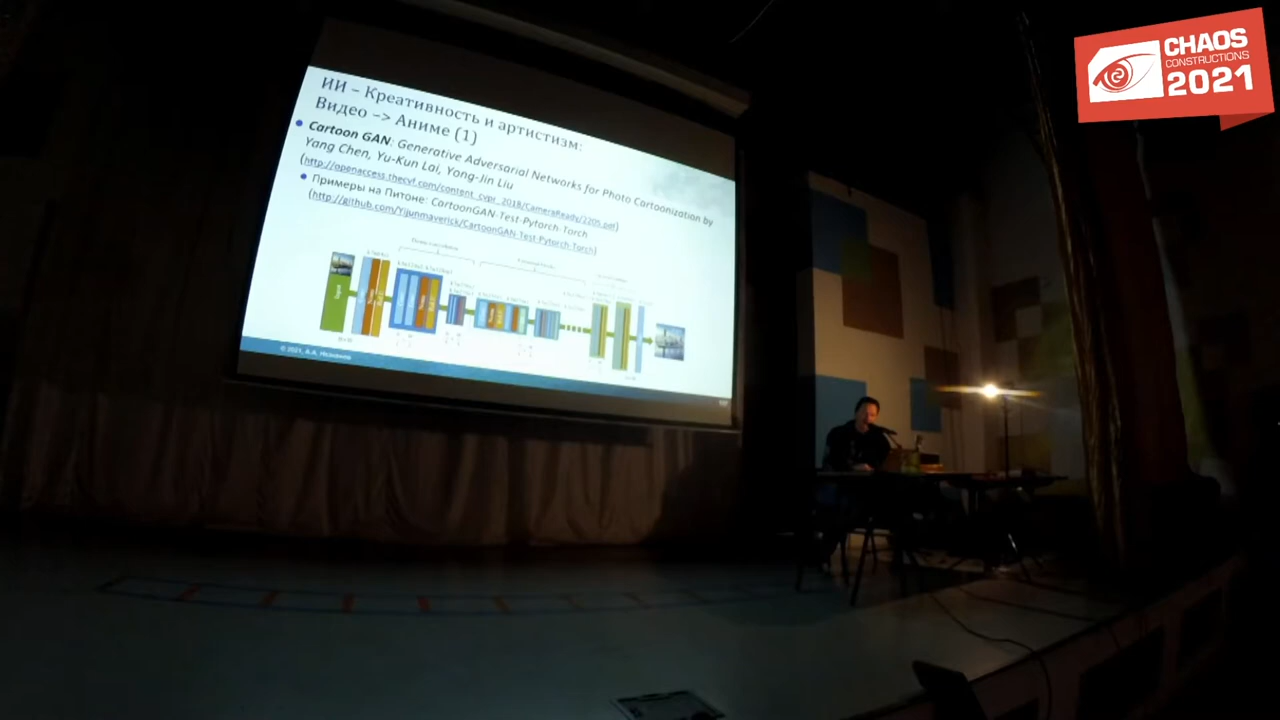 CHAOS
CONSTRUCTIONS
2021
ИИ – Креативность и артистизм:
Видео –> Аниме (1)
Cartoon GAN: Generative Adversarial Networks for Photo Cartoonization by
Yang Chen, Yu-Kun Lai, Yong-Jin Liu
(http://openaccess.thecvf.com/content_cvpr_2018/CameraReady/2205.pdf)
Примеры на Питоне: CartoonGAN-Test-Pytorch-Torch
(http://github.com/Yijunmaverick/CartoonGAN-Test-Pytorch-Torch)
© 2021, А.А.